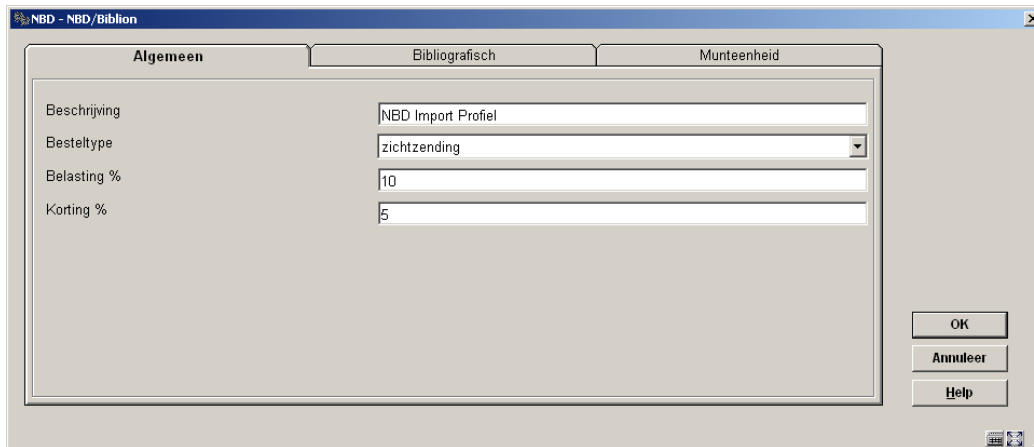 NBD - NBD/Biblion
Algemeen Bibliografisch Munteenheid
Beschrijving NBD Import Profiel
Besteltype zichtzending
Belasting % 10
Korting % 5
OK
Annuleer
Help